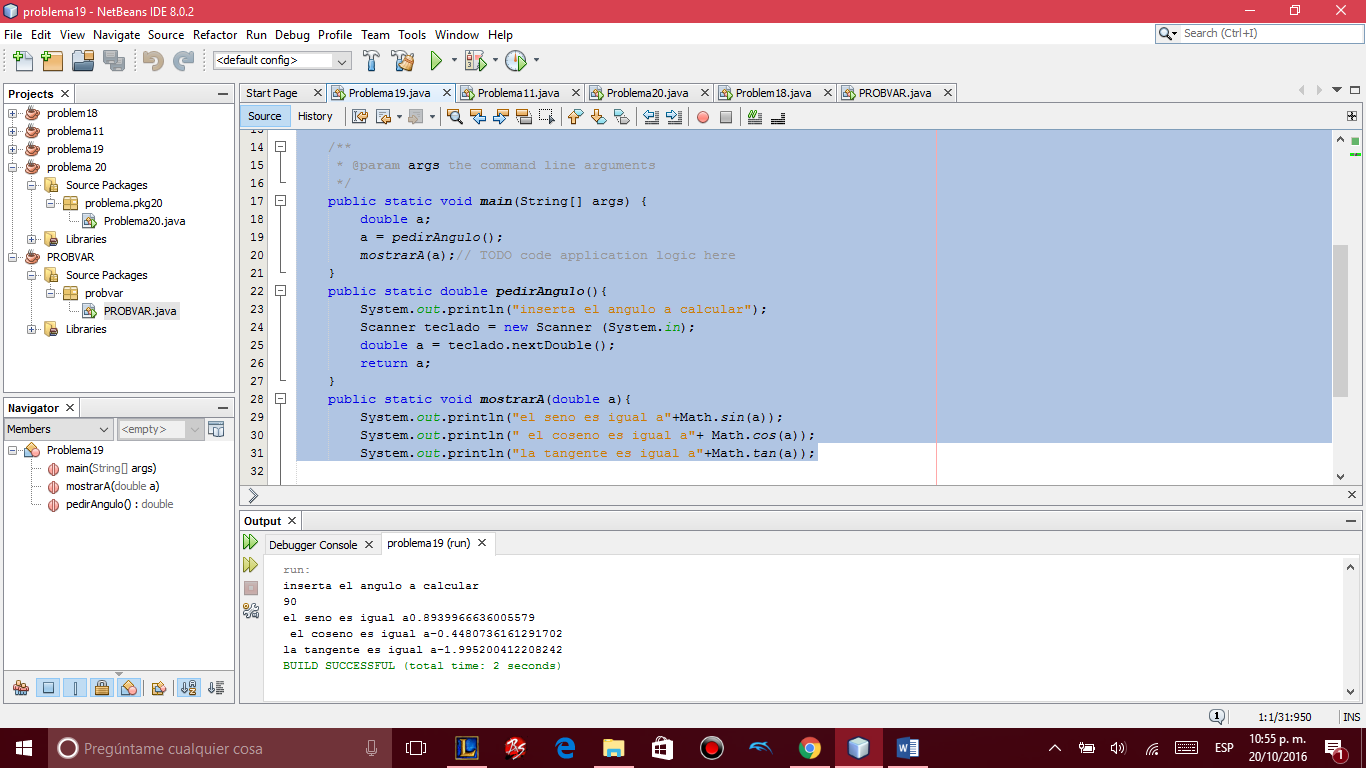 problema19 - NetBeans IDE 8.0.2
File Edit View Navigate Source Refactor Run Debug Profile Team Tools Window Help
Search (Ctrl+I)
<default config>
Projects
problem18
problema11
problema19
problema 20
Source Packages
problema.pkg20
Problema20.java
Libraries
PROBVAR
Source Packages
probvar
PROBVAR.java
Libraries
Navigator
Members
<empty>
Problema19
main(String[] args)
mostrarA(double a)
pedirAngulo() : double
Start Page Problema19.java Problema11.java Problema20.java Problem18.java PROBVAR.java
Source History
13
14 /**
15 * @param args the command line arguments
16 */
17 public static void main(String[] args) {
18 double a;
19 a = pedirAngulo();
20 mostrarA(a);// TODO code application logic here
21 }
22 public static double pedirAngulo(){
23 System.out.println("inserta el angulo a calcular");
24 Scanner teclado = new Scanner (System.in);
25 double a = teclado.nextDouble();
26 return a;
27 }
28 public static void mostrarA(double a){
29 System.out.println("el seno es igual a"+Math.sin(a));
30 System.out.println(" el coseno es igual a"+ Math.cos(a));
31 System.out.println("la tangente es igual a"+Math.tan(a));
32
Output
Debugger Console problema19 (run)
run:
inserta el angulo a calcular
90
el seno es igual a0.8939966636005579
el coseno es igual a-0.4480736161291702
la tangente es igual a-1.995200412208242
BUILD SUCCESSFUL (total time: 2 seconds)
1 1:1/31:950 INS
Pregúntame cualquier cosa
ESP
10:55 p. m.
20/10/2016
1